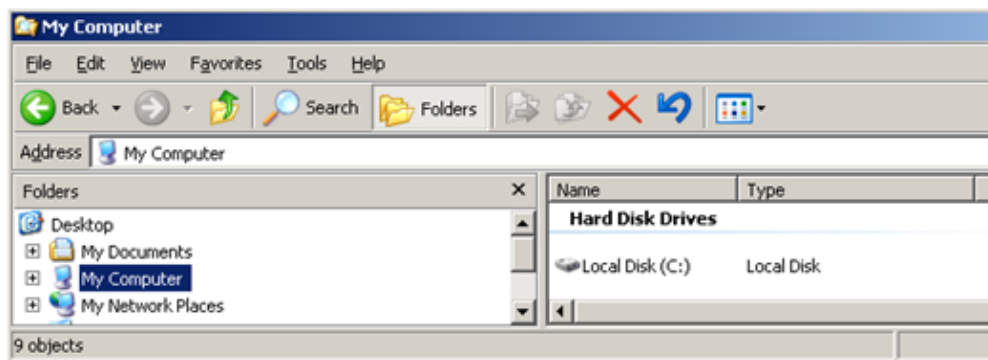 My Computer
File Edit View Favorites Tools Help
Back Search Folders
Address My Computer
Folders Name Type
Desktop Hard Disk Drives
My Documents
My Computer Local Disk (C:) Local Disk
My Network Places
9 objects